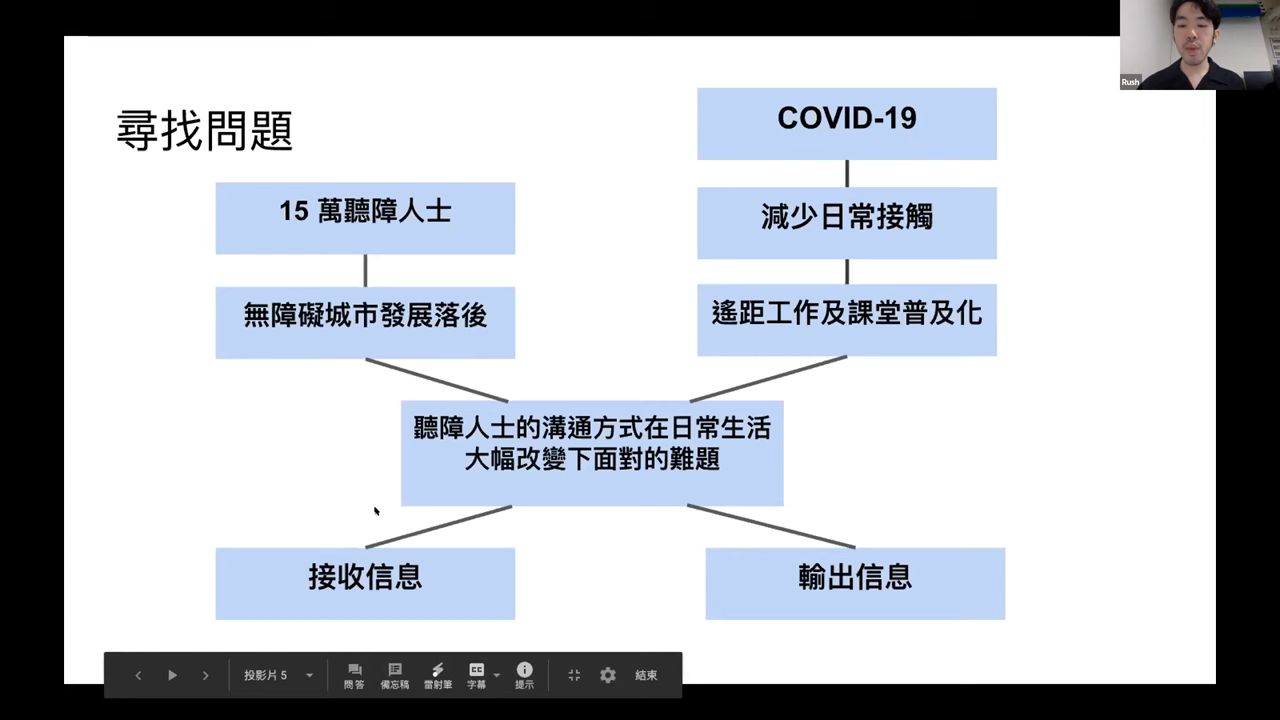 Rush
尋找問題
COVID-19
15 萬聽障人士
減少日常接觸
無障礙城市發展落後
遙距工作及課堂普及化
聽障人士的溝通方式在日常生活
大幅改變下面對的難題
接收信息
輸出信息
投影片 5
問答
備忘稿
雷射筆
CC
字幕
提示
結束